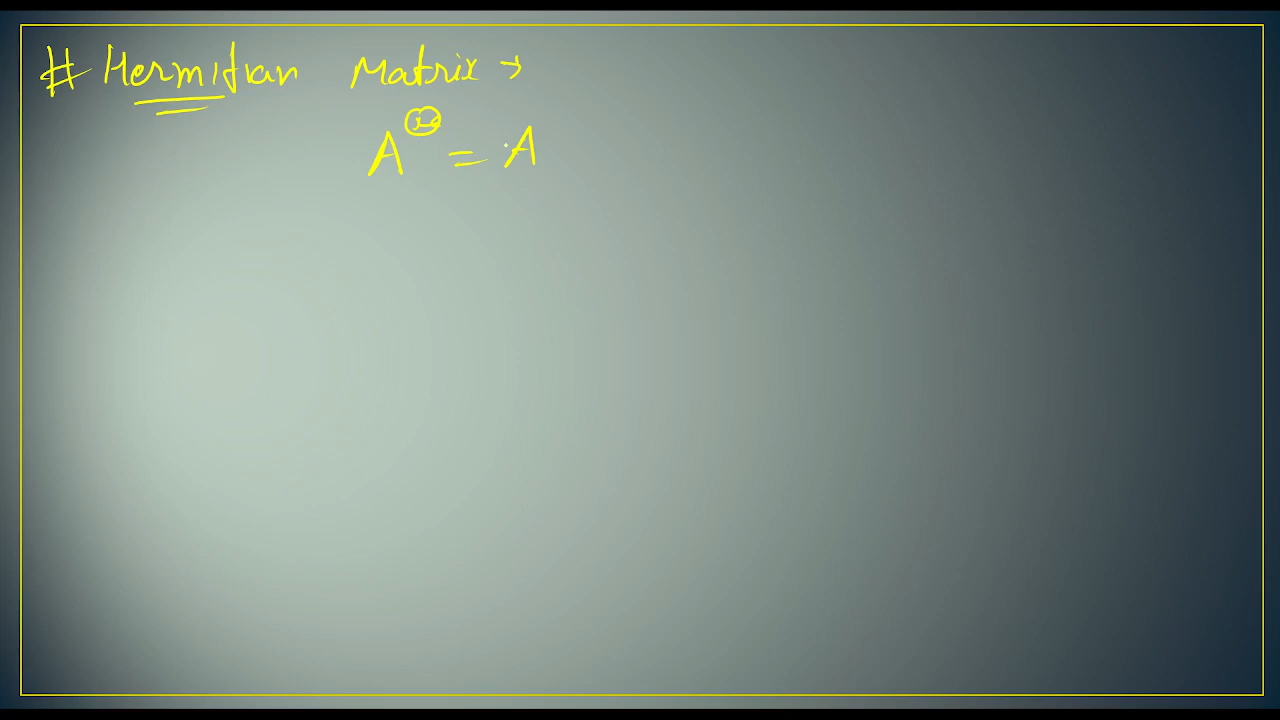 # Hermitian Matrix →
A^Ⓗ = A